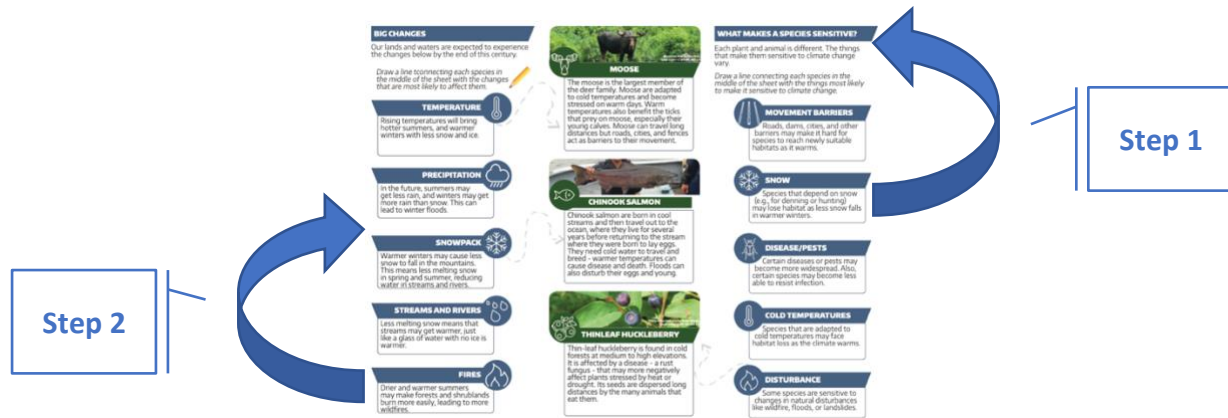 BIG CHANGES
Our lands and waters are expected to experience
the changes below by the end of this century.
Draw a line tconnecting each species in the
middle of the sheet with the changes
that are most likely to affect them.
TEMPERATURE
Rising temperatures will bring
hotter summers, and warmer
winters with less snow and ice.
PRECIPITATION
In the future, summers may
get less rain, and winters may get
more rain than snow. This can
lead to winter floods.
SNOWPACK
Warmer winters may cause less
snow to fall in the mountains.
This means less melting snow
in spring and summer, reducing
water in streams and rivers.
STREAMS AND RIVERS
Less melting snow means that
streams may get warmer, just
like a glass of water with no ice is
warmer.
FIRES
Drier and warmer summers
may make forests and shrublands
burn more easily, leading to more
wildfires.
MOOSE
The moose is the largest member of
the deer family. Moose are adapted
to cold temperatures and become
stressed on warm days. Warm
temperatures also benefit the ticks
that prey on moose, especially their
young calves. Moose can travel long
distances but roads, cities, and fences
act as barriers to their movement.
CHINOOK SALMON
Chinook salmon are born in cool
streams and then travel out to the
ocean, where they live for several
years before returning to the stream
where they were born to lay eggs.
They need cold water to travel and
breed - warmer temperatures can
cause disease and death. Floods can
also disturb their eggs and young.
THINLEAF HUCKLEBERRY
Thin-leaf huckleberry is found in cold
forests at medium to high elevations.
It is affected by a disease - a rust
fungus - that may more negatively
affect plants stressed by heat or
drought. Its seeds are dispersed long
distances by the many animals that
eat them.
WHAT MAKES A SPECIES SENSITIVE?
Each plant and animal is different. The things
that make them sensitive to climate change
vary.
Draw a line tconnecting each species in the
middle of the sheet with the things most likely
to make it sensitive to climate change.
MOVEMENT BARRIERS
Roads, dams, cities, and other
barriers may make it hard for
species to reach newly suitable
habitats as it warms.
SNOW
Species that depend on snow
(e.g., for denning or hunting)
may lose habitat as less snow falls
in warmer winters.
DISEASE/PESTS
Certain diseases or pests may
become more widespread. Also,
certain species may become less
able to resist infection.
COLD TEMPERATURES
Species that are adapted to
cold temperatures may face
habitat loss as the climate warms.
DISTURBANCE
Some species are sensitive to
changes in natural disturbances
like wildfire, floods, or landslides.
Step 1
Step 2